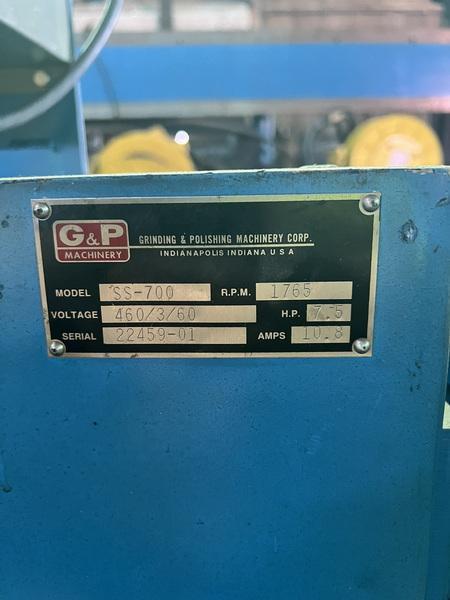 G&P
MACHINERY
GRINDING & POLISHING MACHINERY CORP.
INDIANAPOLIS INDIANA U S A
MODEL SS-700 R.P.M. 1765
VOLTAGE 460/3/60 H.P. 7.5
SERIAL 22459-01 AMPS 10.8